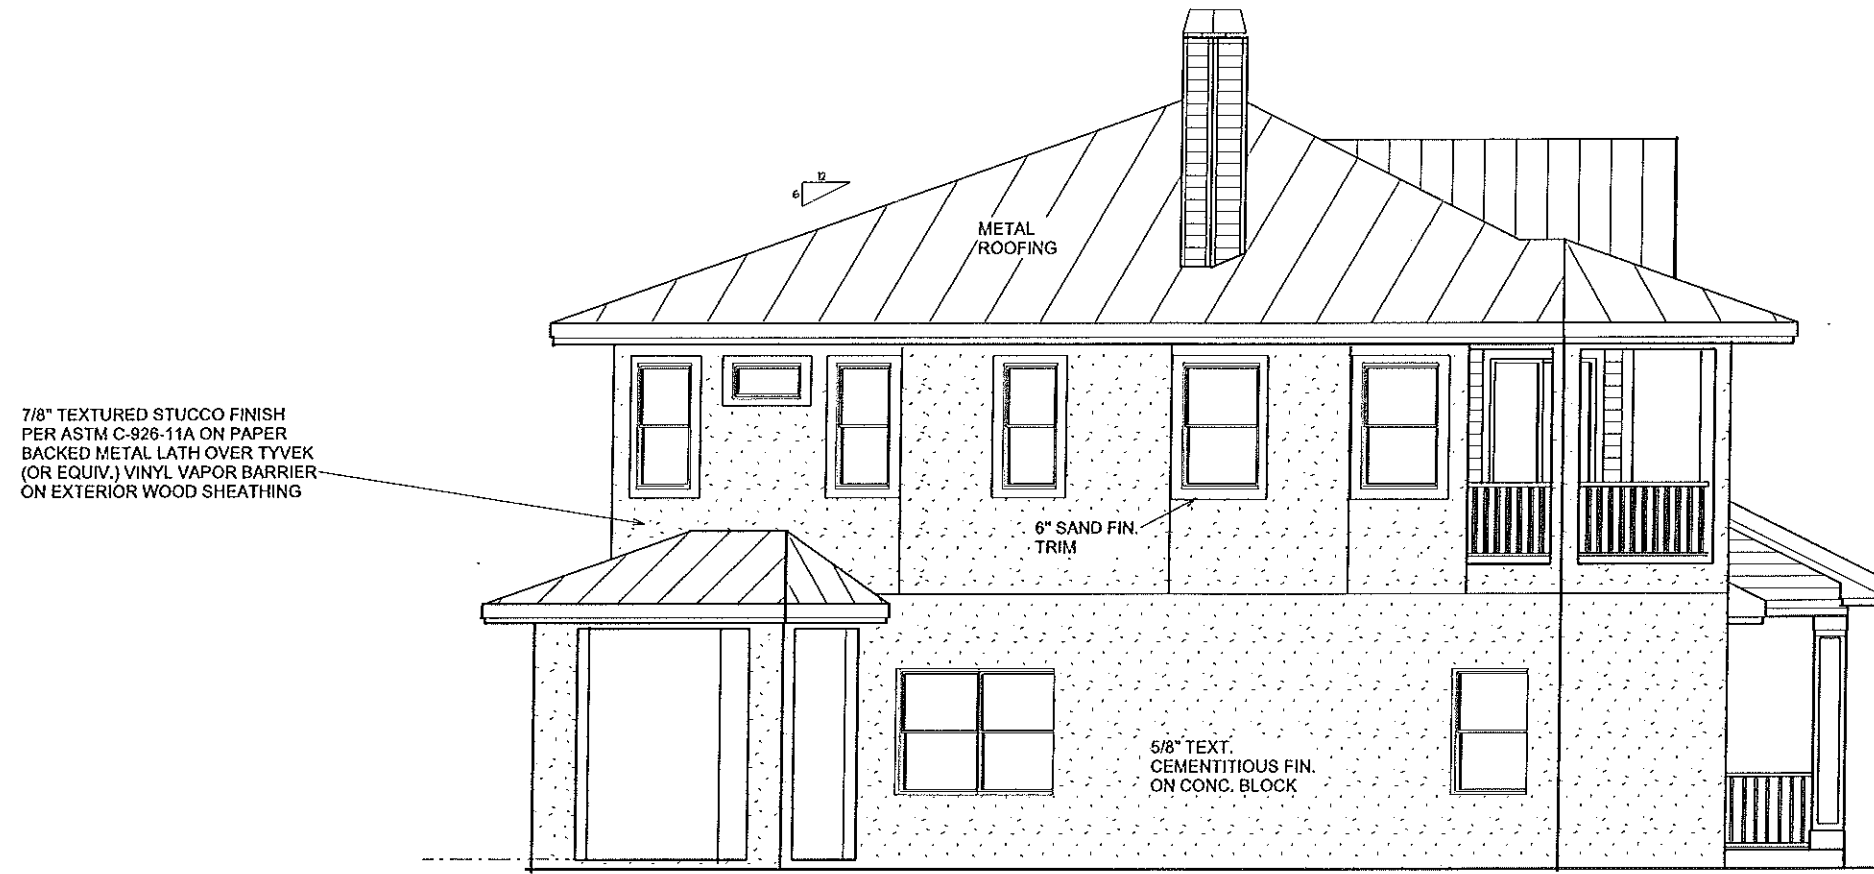 12
6
METAL
ROOFING
7/8" TEXTURED STUCCO FINISH
PER ASTM C-926-11A ON PAPER
BACKED METAL LATH OVER TYVEK
(OR EQUIV.) VINYL VAPOR BARRIER
ON EXTERIOR WOOD SHEATHING
6" SAND FIN.
TRIM
5/8" TEXT.
CEMENTITIOUS FIN.
ON CONC. BLOCK